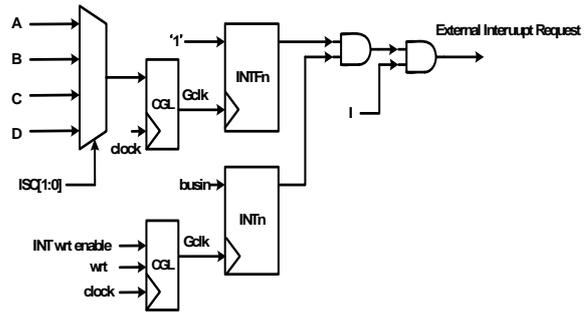 External Interuupt Request
A
B
C
D
'1'
INTFn
CGL
Gclk
clock
I
ISC[1:0]
busin
INTn
INT wrt enable
wrt
clock
CGL
Gclk